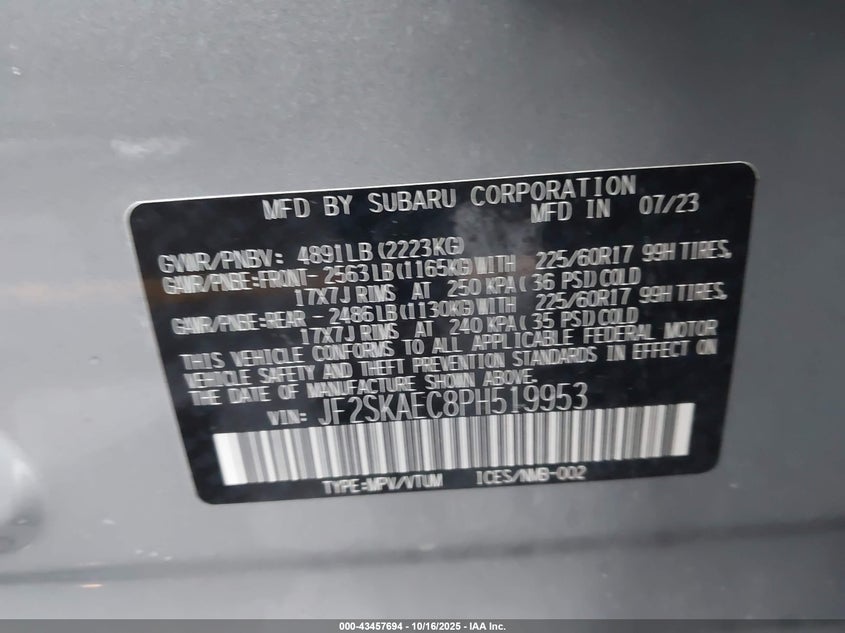 MFD BY SUBARU CORPORATION
MFD IN 07/23
GVWR/PNBV: 4891LB(2223KG)
GAWR/PNBE:FRONT-2563LB(1165KG)WITH 225/60R17 99H TIRES,
17X7J RIMS AT 250 KPA(36 PSI)COLD
GAWR/PNBE:REAR -2486LB(1130KG)WITH 225/60R17 99H TIRES,
17X7J RIMS AT 240 KPA(35 PSI)COLD
THIS VEHICLE CONFORMS TO ALL APPLICABLE FEDERAL MOTOR
VEHICLE SAFETY AND THEFT PREVENTION STANDARDS IN EFFECT ON
THE DATE OF MANUFACTURE SHOWN ABOVE.
VIN: JF2SKAEC8PH519953
TYPE:MPV/VTUM ICES/NMB-002
000-43457694 - 10/16/2025 - IAA Inc.